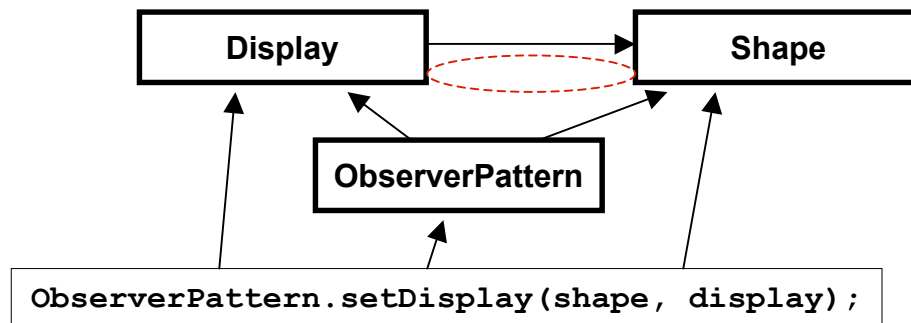 Display
Shape
ObserverPattern
ObserverPattern.setDisplay(shape, display);